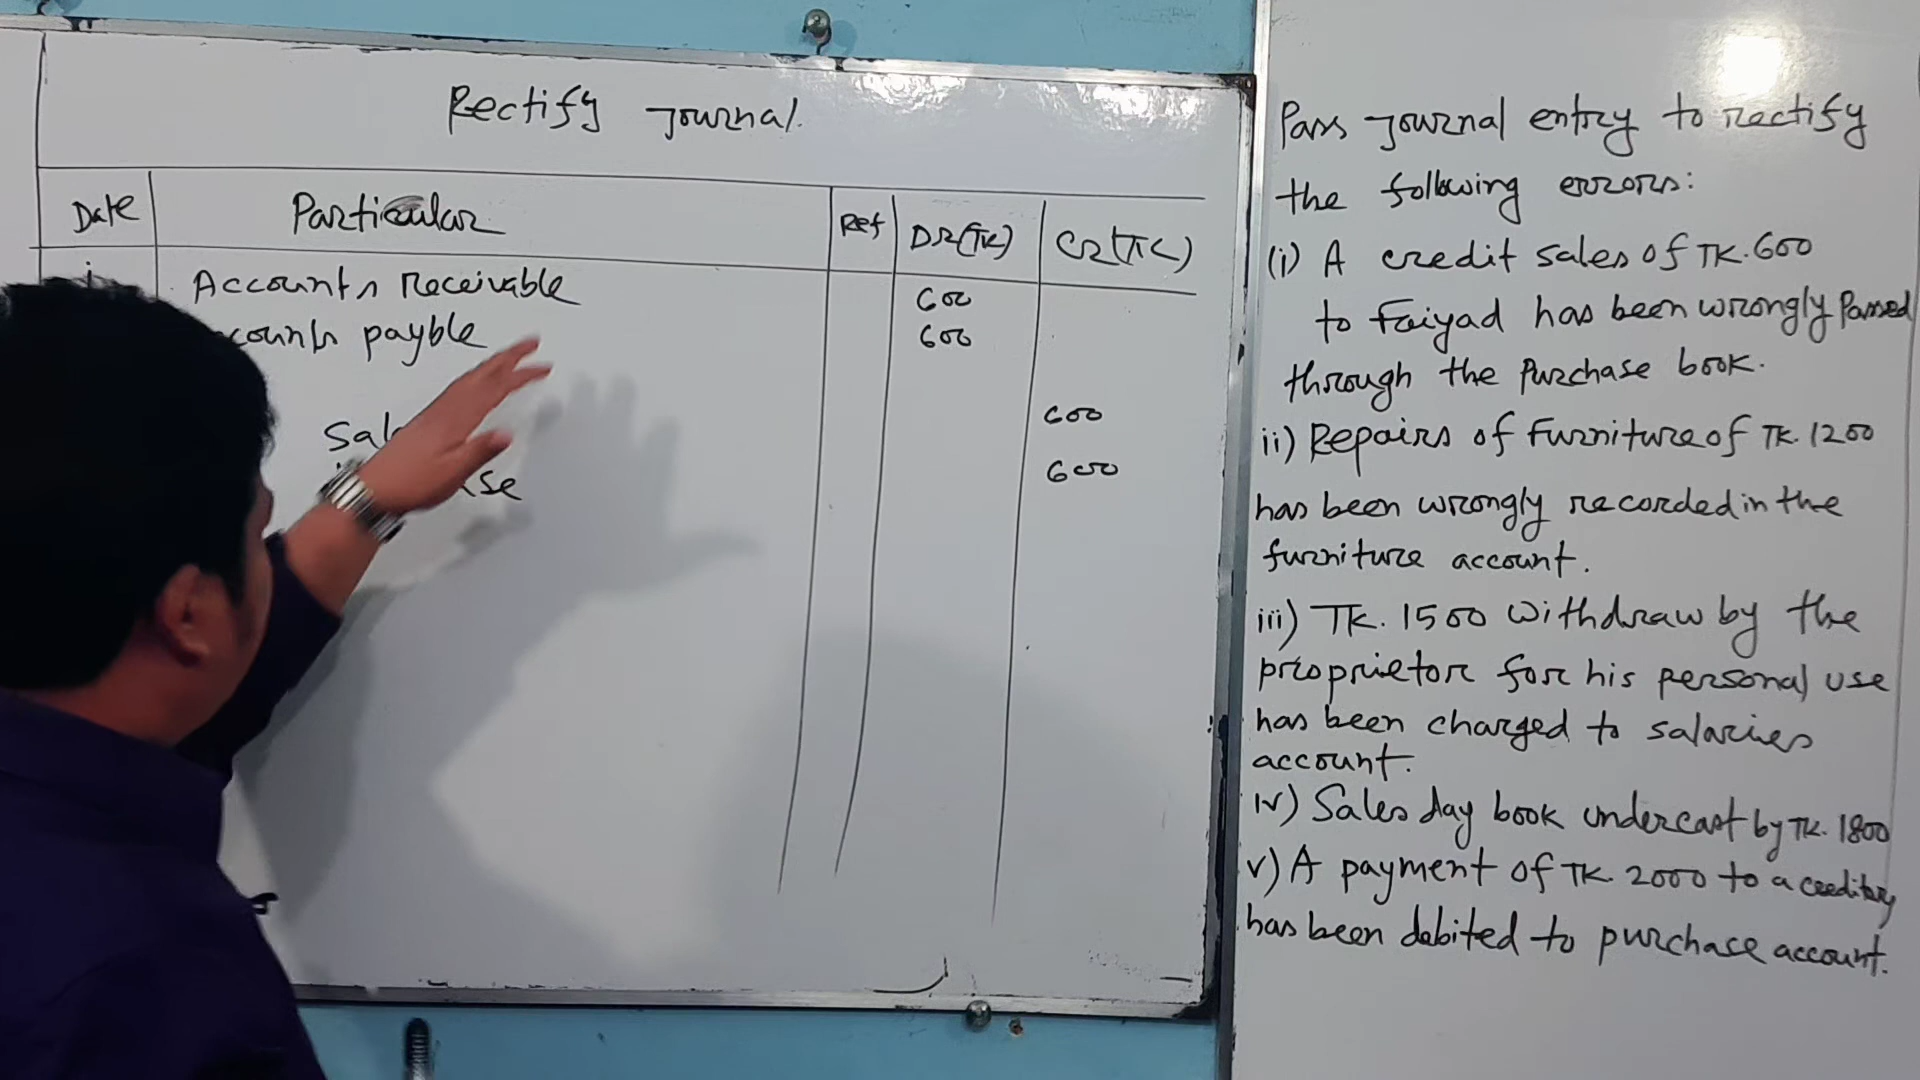 Rectify Journal.
Date Particular Ref DR(TK) CR(TK)
i Accounts Receivable 600
payble 600
600
600
Pass Journal entry to rectify
the following errors:
(i) A credit sales of TK.600
to Faiyad has been wrongly Passed
through the Purchase book.
ii) Repairs of Furniture of TK. 1200
has been wrongly recorded in the
furniture account.
iii) TK. 1500 Withdraw by the
proprietor for his personal use
has been charged to salaries
account.
iv) Sales day book undercast by TK. 1800
v) A payment of TK. 2000 to a
has been debited to purchase account.